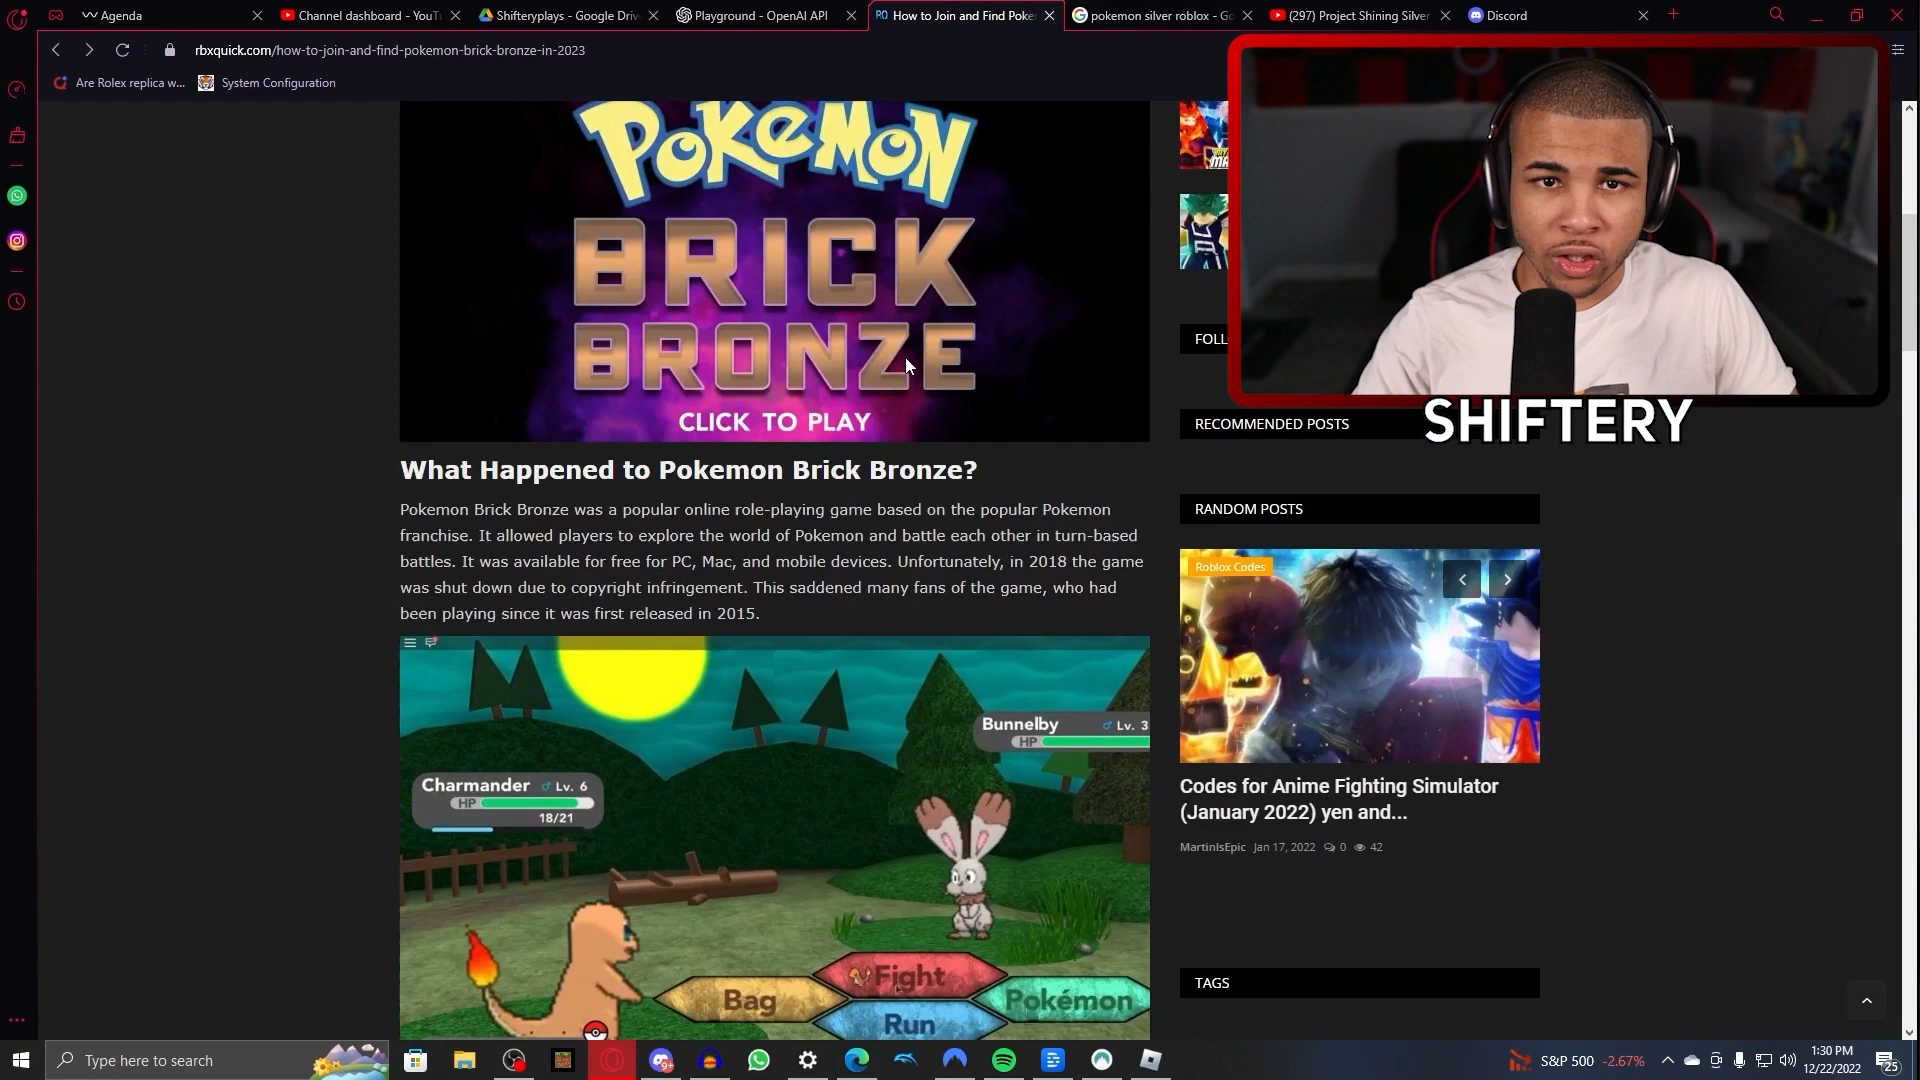 Agenda
Channel dashboard - YouTu
Shifteryplays - Google Driv
Playground - OpenAI API
How to Join and Find Poke
pokemon silver roblox - Go
(297) Project Shining Silver
Discord
rbxquick.com/how-to-join-and-find-pokemon-brick-bronze-in-2023
Are Rolex replica w...
System Configuration
POKéMON
BRICK
BRONZE
CLICK TO PLAY
What Happened to Pokemon Brick Bronze?
Pokemon Brick Bronze was a popular online role-playing game based on the popular Pokemon
franchise. It allowed players to explore the world of Pokemon and battle each other in turn-based
battles. It was available for free for PC, Mac, and mobile devices. Unfortunately, in 2018 the game
was shut down due to copyright infringement. This saddened many fans of the game, who had
been playing since it was first released in 2015.
Bunnelby ♂ Lv. 3
HP
Charmander ♂ Lv. 6
HP
18/21
Fight
Bag
Pokémon
Run
FOLL
SHIFTERY
RECOMMENDED POSTS
RANDOM POSTS
Roblox Codes
Codes for Anime Fighting Simulator
(January 2022) yen and...
MartinIsEpic Jan 17, 2022 0 42
TAGS
Type here to search
9+
S&P 500 -2.67%
1:30 PM
12/22/2022
25